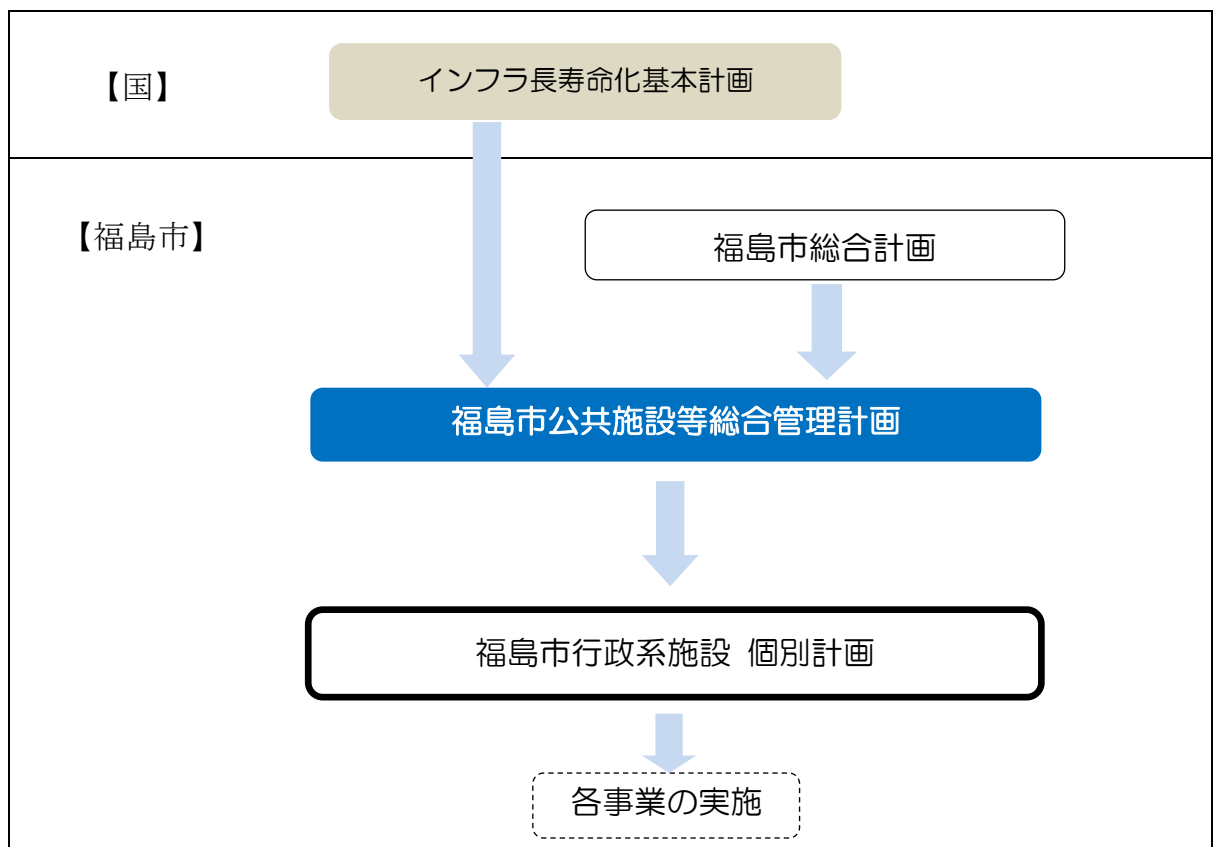 【国】
インフラ長寿命化基本計画
【福島市】
福島市総合計画
福島市公共施設等総合管理計画
福島市行政系施設 個別計画
各事業の実施